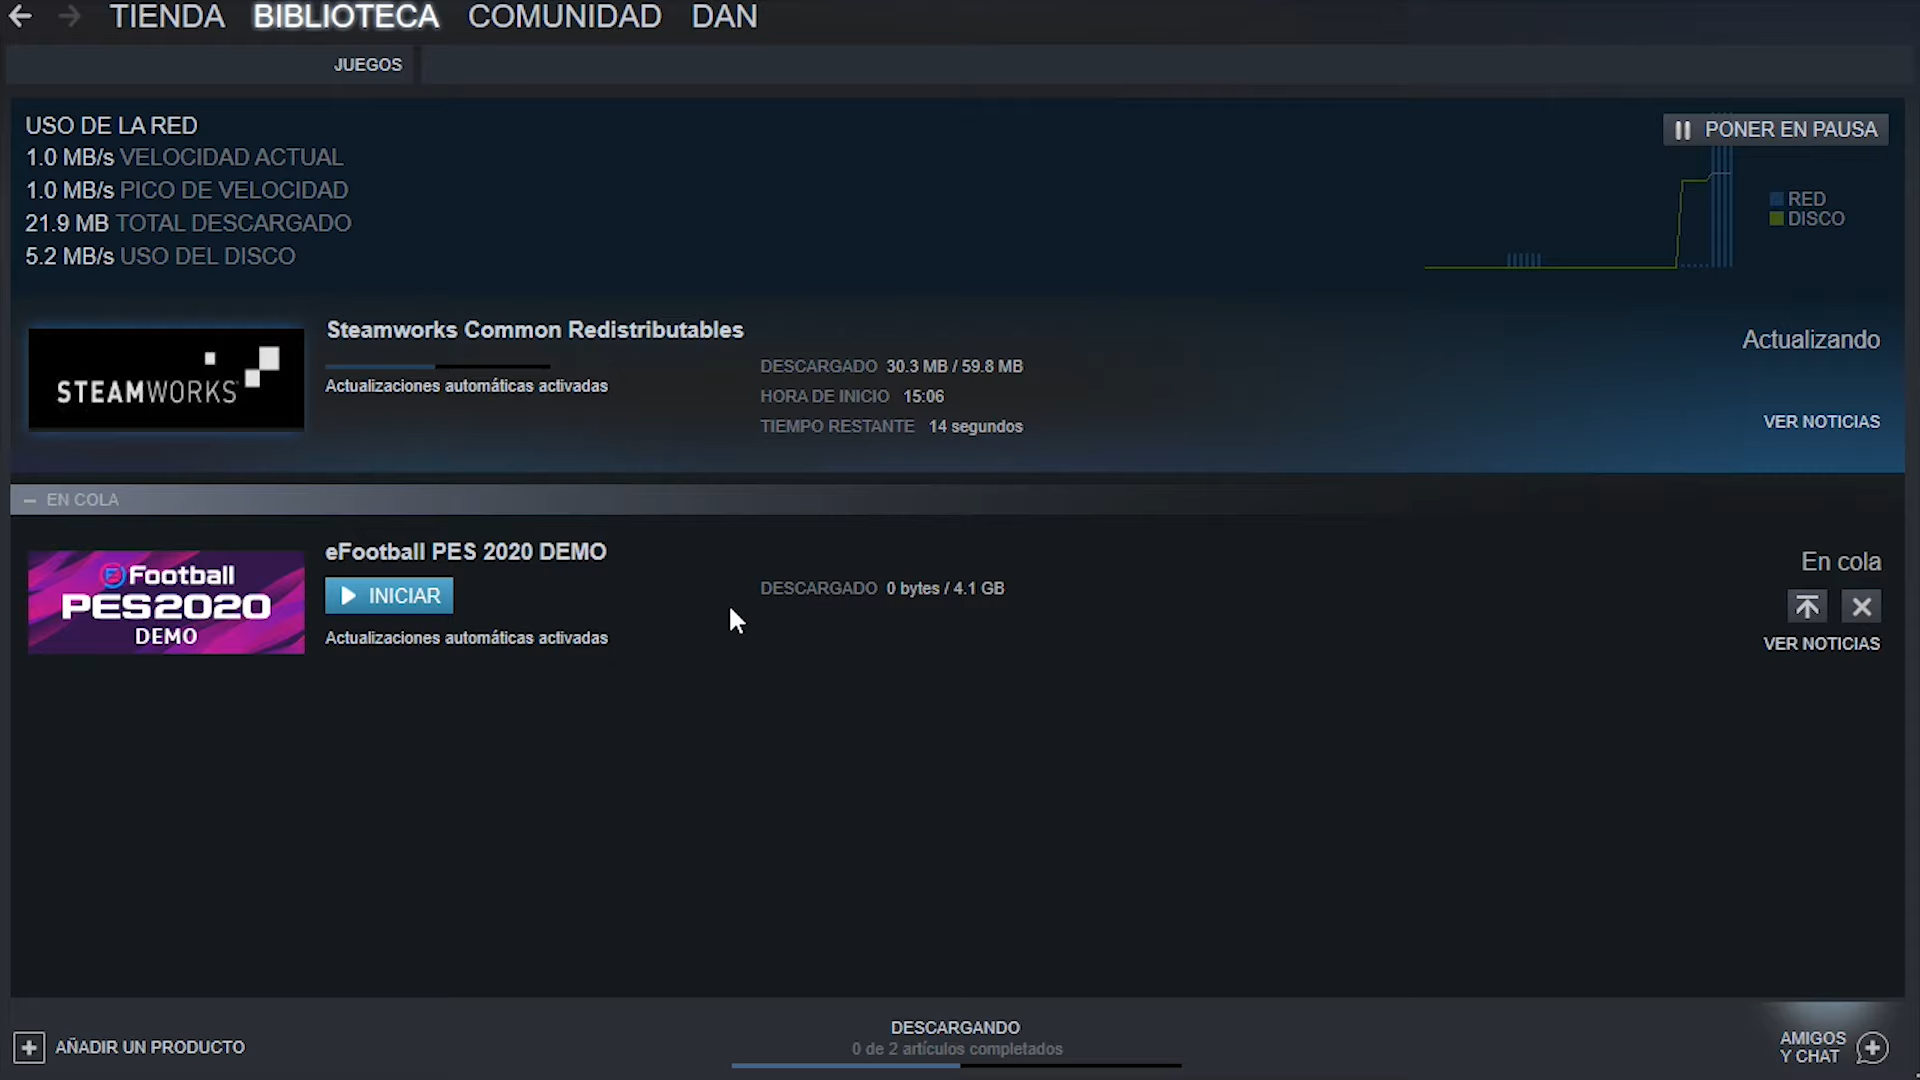 TIENDA BIBLIOTECA COMUNIDAD DAN
JUEGOS
USO DE LA RED
1.0 MB/s VELOCIDAD ACTUAL
1.0 MB/s PICO DE VELOCIDAD
21.9 MB TOTAL DESCARGADO
5.2 MB/s USO DEL DISCO
PONER EN PAUSA
RED
DISCO
STEAMWORKS
Steamworks Common Redistributables
Actualizaciones automáticas activadas
DESCARGADO 30.3 MB / 59.8 MB
HORA DE INICIO 15:06
TIEMPO RESTANTE 14 segundos
Actualizando
VER NOTICIAS
EN COLA
eFootball
PES2020
DEMO
eFootball PES 2020 DEMO
INICIAR
Actualizaciones automáticas activadas
DESCARGADO 0 bytes / 4.1 GB
En cola
VER NOTICIAS
AÑADIR UN PRODUCTO
DESCARGANDO
0 de 2 artículos completados
AMIGOS
Y CHAT